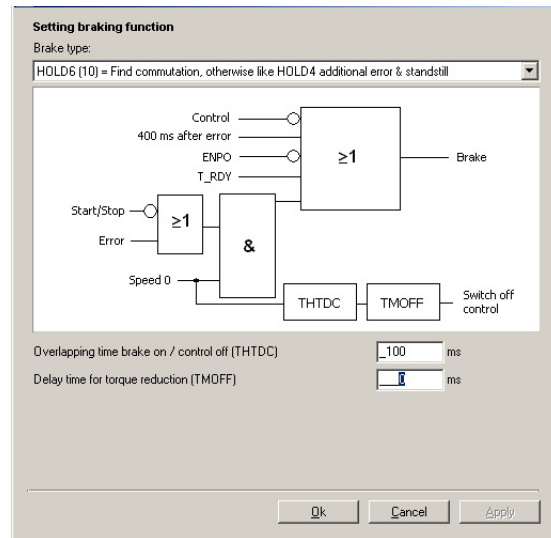 Setting braking function
Brake type:
HOLD6 (10) = Find commutation, otherwise like HOLD4 additional error & standstill
Control
400 ms after error
ENPO
T_RDY
≥1
Brake
Start/Stop
Error
≥1
&
Speed 0
THTDC
TMOFF
Switch off
control
Overlapping time brake on / control off (THTDC)
_100 ms
Delay time for torque reduction (TMOFF)
___0 ms
Ok Cancel Apply